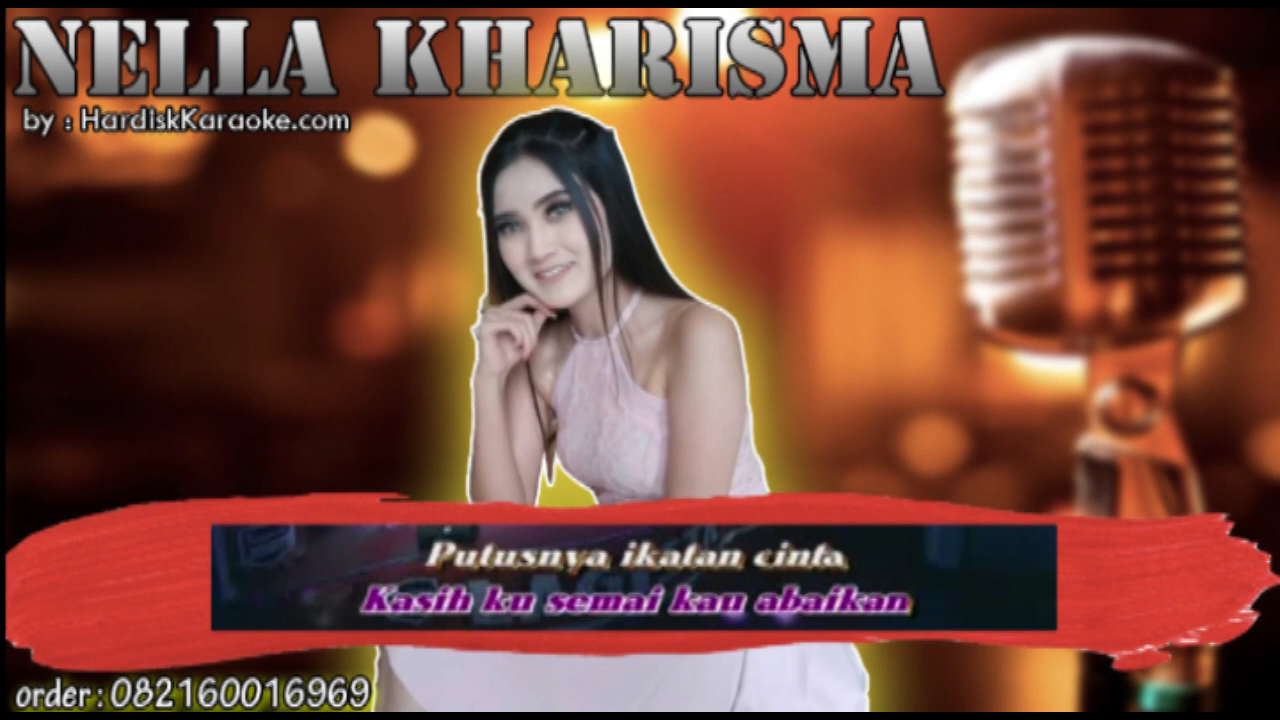 NELLA KHARISMA
by : HardiskKaraoke.com
Putusnya ikatan cinta
Kasih ku semai kau abaikan
order : 082160016969